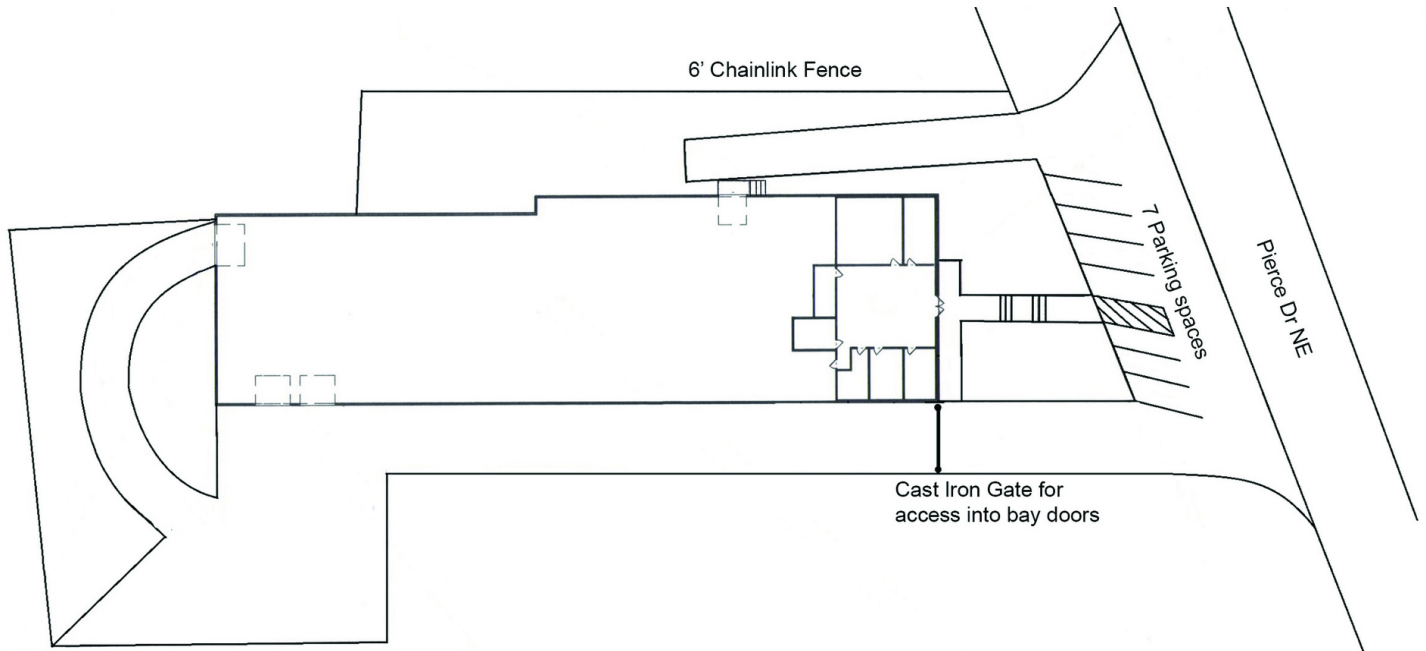 6' Chainlink Fence
7 Parking spaces
Pierce Dr NE
Cast Iron Gate for
access into bay doors